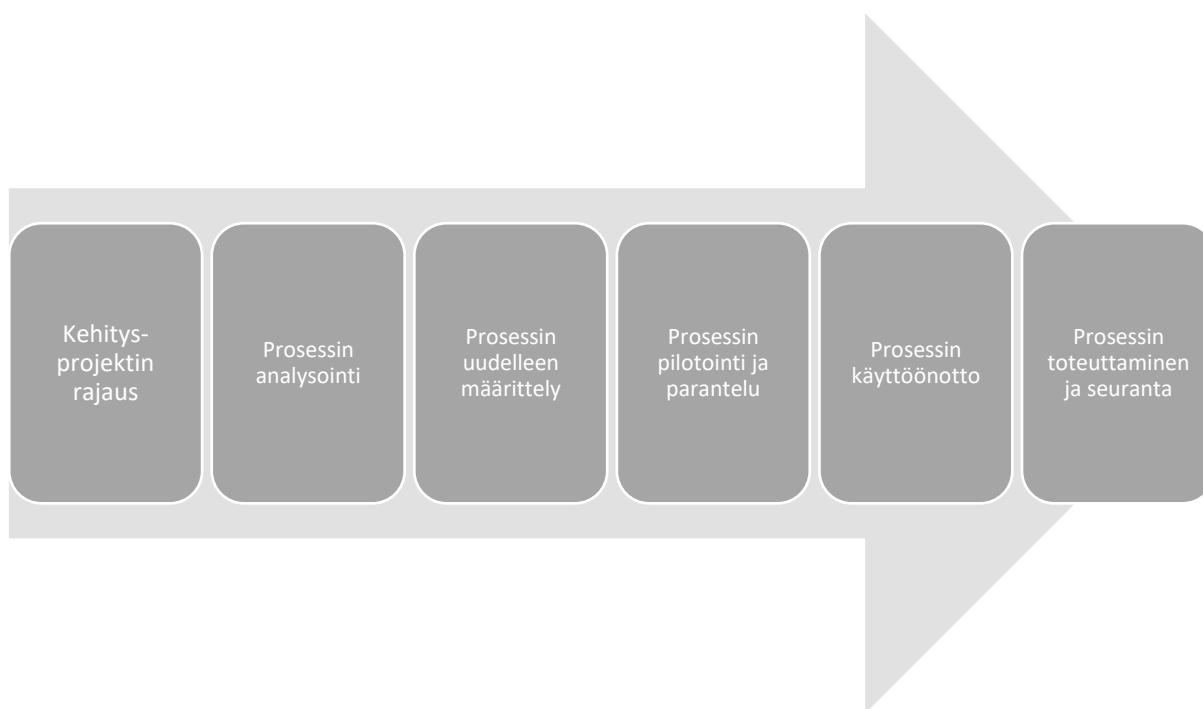 Kehitys-
projektin
rajaus
Prosessin
analysointi
Prosessin
uudelleen
määrittely
Prosessin
pilotointi ja
parantelu
Prosessin
käyttöönotto
Prosessin
toteuttaminen
ja seuranta